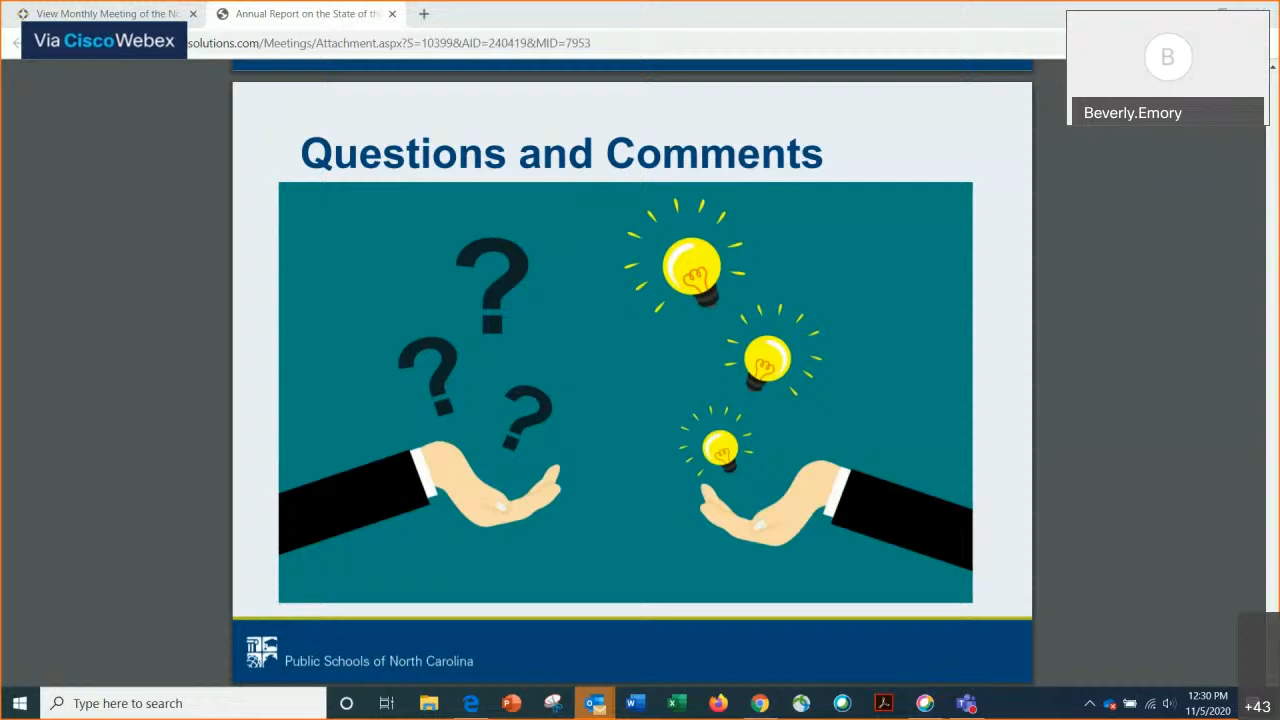 View Monthly Meeting of the No
Annual Report on the State of th
Via CiscoWebex
solutions.com/Meetings/Attachment.aspx?S=10399&AID=240419&MID=7953
B
Beverly.Emory
Questions and Comments
? ? ?
Public Schools of North Carolina
Type here to search
12:30 PM
11/5/2020
+43